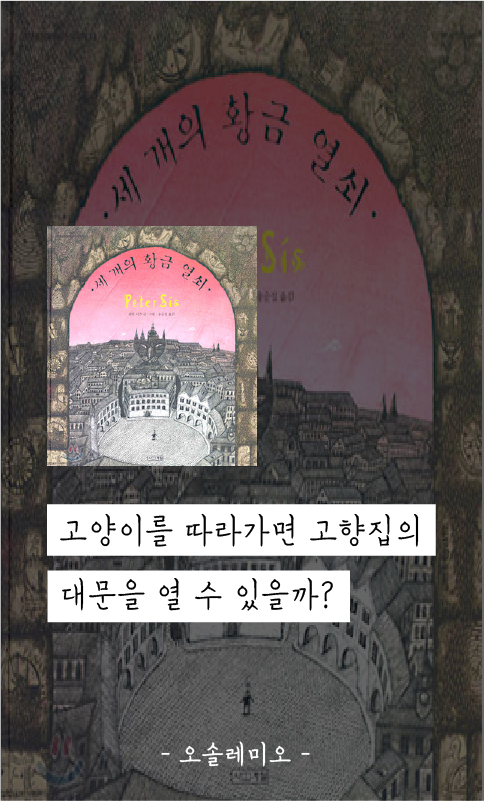 ·세 개의 황금 열쇠·
Sís
·세 개의 황금 열쇠·
Peter Sís
고양이를 따라가면 고향집의
대문을 열 수 있을까?
- 오솔레미오 -